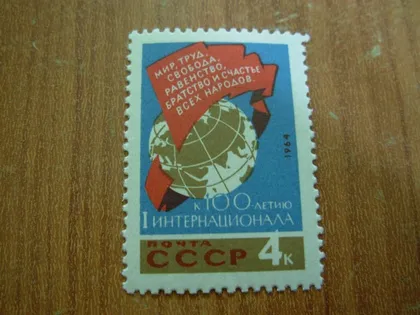 МИР, ТРУД,
СВОБОДА,
РАВЕНСТВО,
БРАТСТВО И СЧАСТЬЕ
ВСЕХ НАРОДОВ.
1964
К 100 ЛЕТИЮ
I ИНТЕРНАЦИОНАЛА
ПОЧТА
СССР 4К